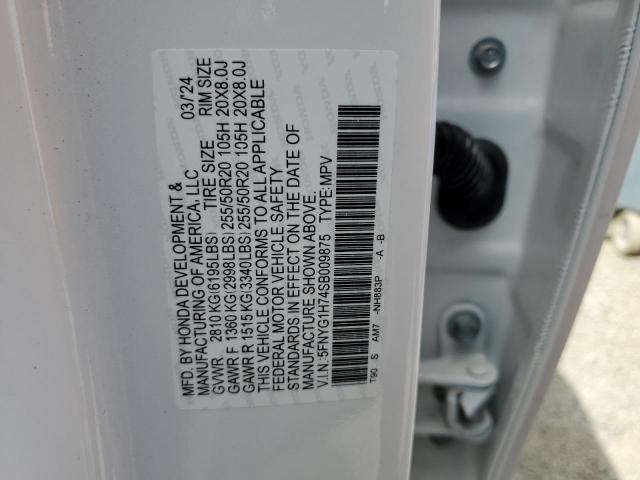 MFD. BY HONDA DEVELOPMENT & 03/'24
MANUFACTURING OF AMERICA, LLC
TIRE SIZE RIM SIZE
GVWR 2810 KG(6195LBS)
GAWR F 1360 KG(2998LBS) 255/50R20 105H 20X8.0J
GAWR R 1515 KG(3340LBS) 255/50R20 105H 20X8.0J
THIS VEHICLE CONFORMS TO ALL APPLICABLE
FEDERAL MOTOR VEHICLE SAFETY
STANDARDS IN EFFECT ON THE DATE OF
MANUFACTURE SHOWN ABOVE.
V.I.N.:5FNYG1H74SB009875 TYPE:MPV
T90 S AM7 -NH883P -A -B